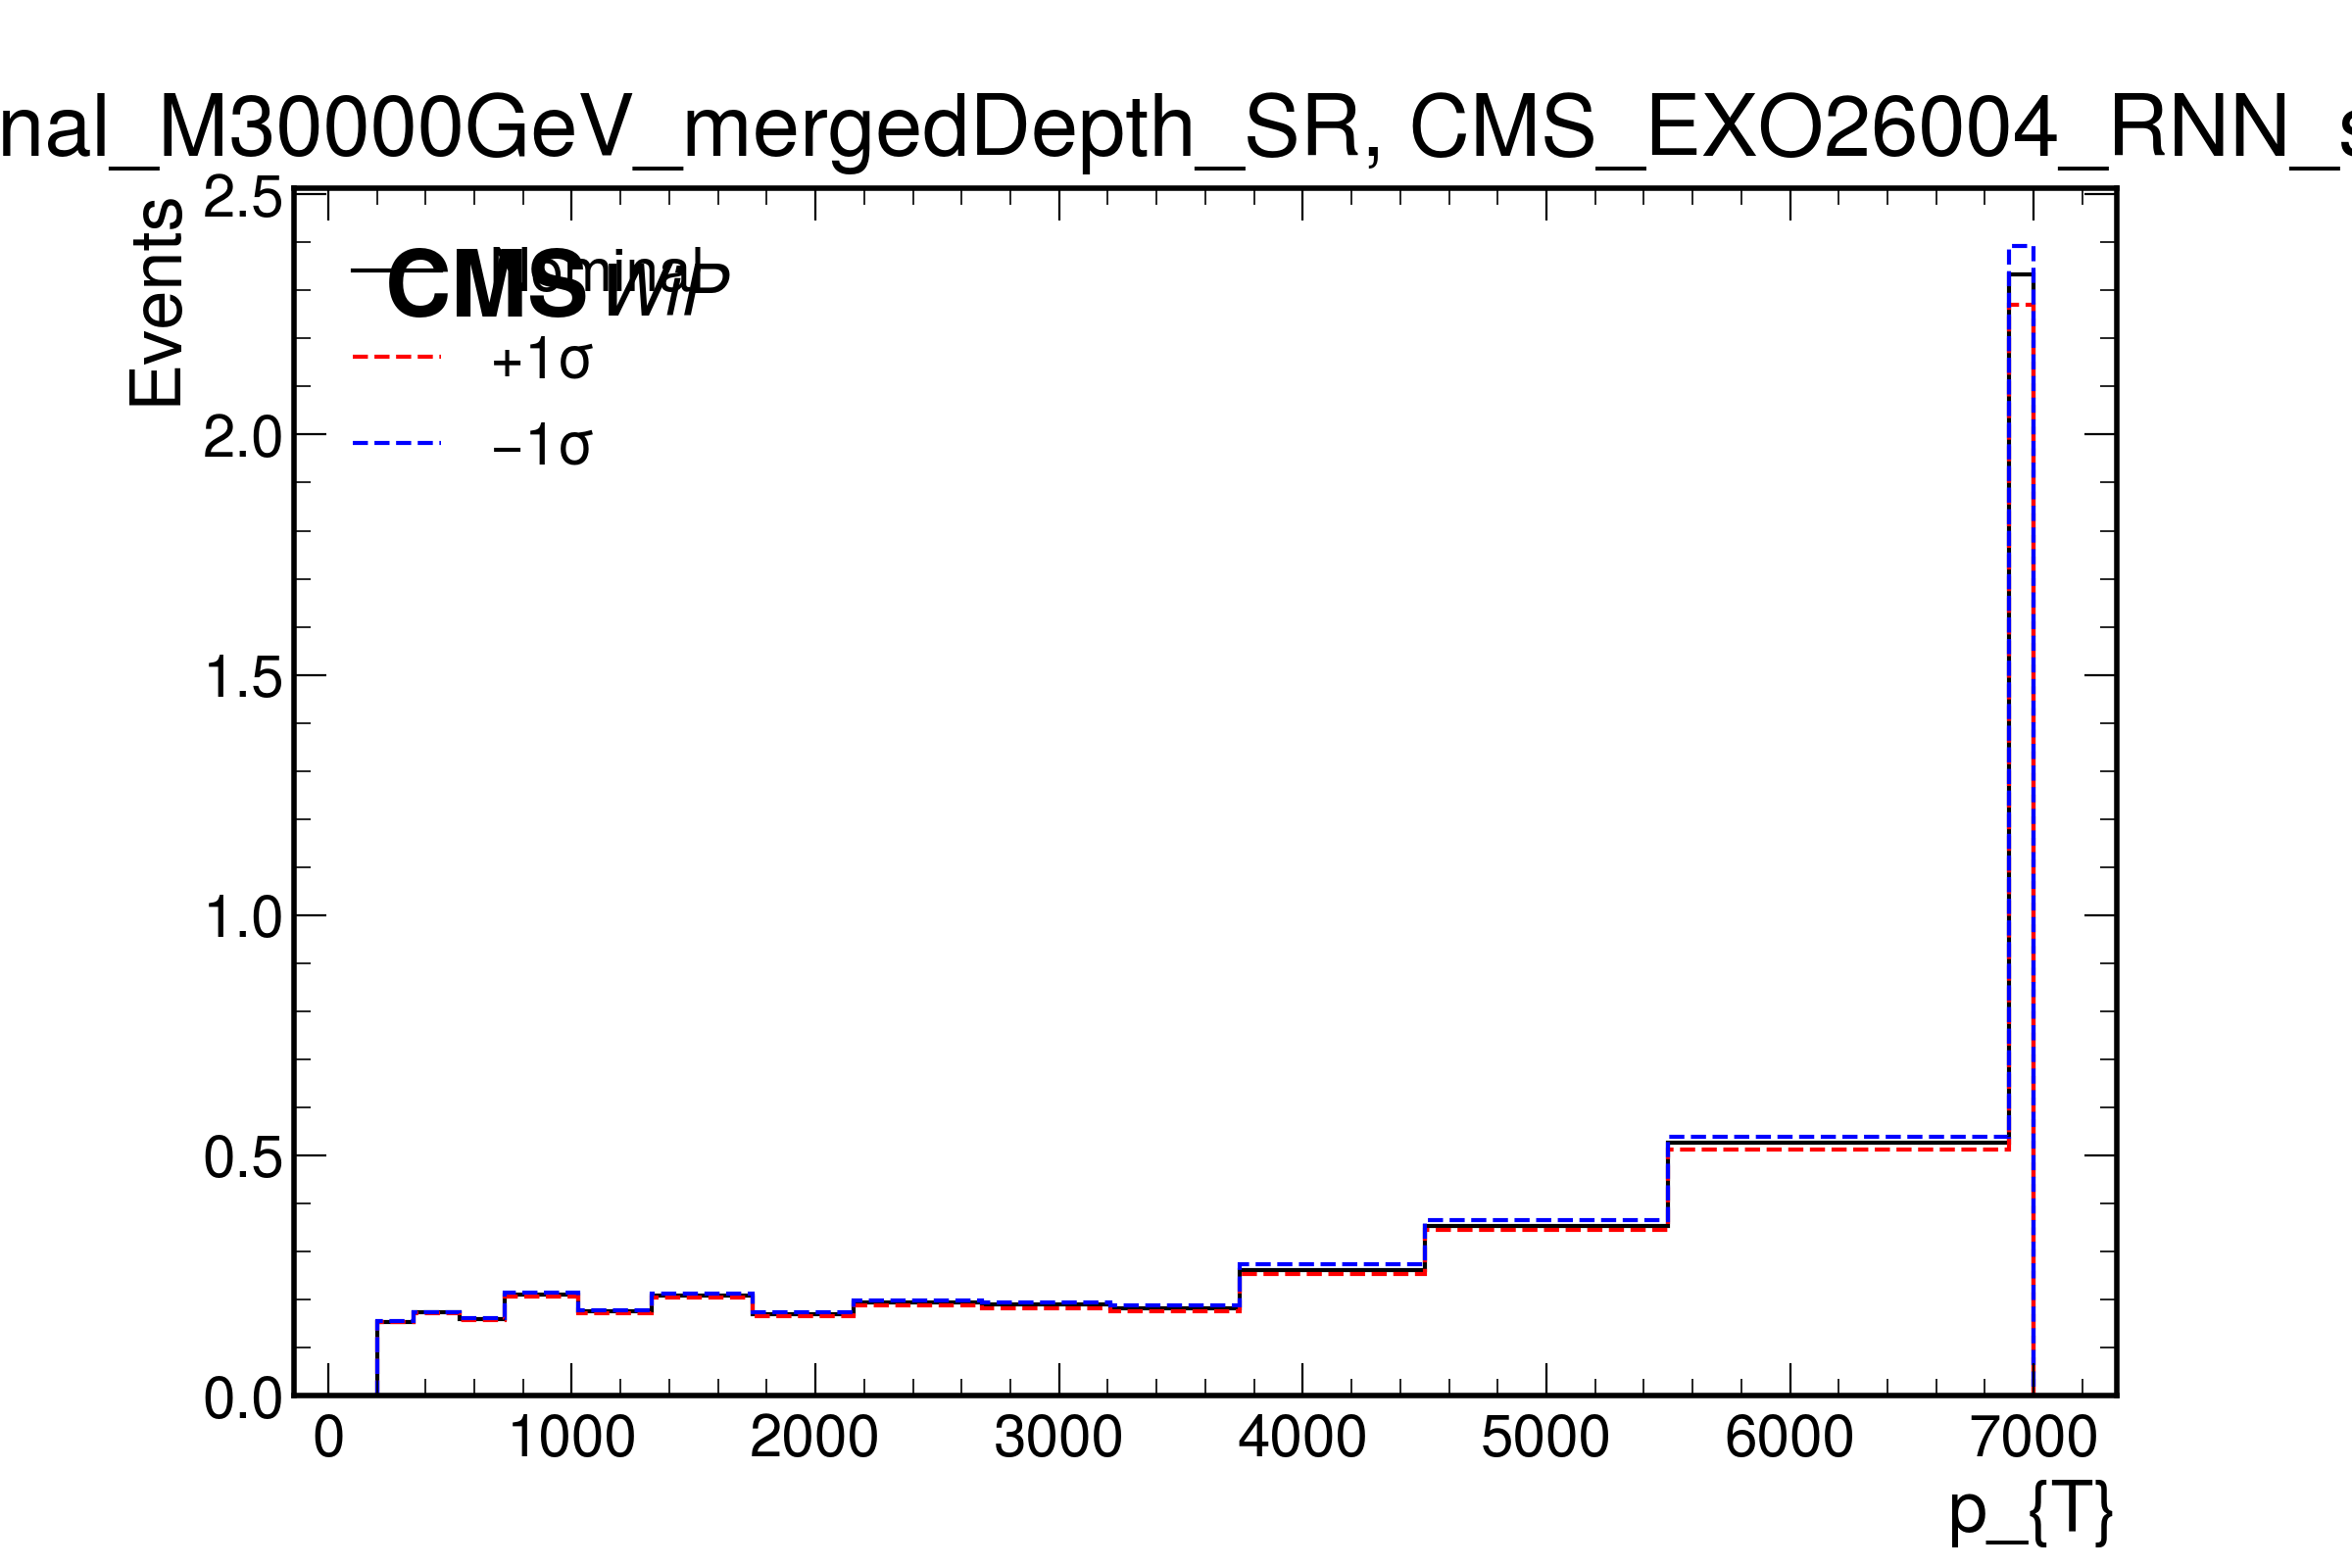 nal_M30000GeV_mergedDepth_SR, CMS_EXO26004_RNN_s
Events
2.5
2.0
1.5
1.0
0.5
0.0
CMS WiP
Nominal
+1σ
−1σ
0 1000 2000 3000 4000 5000 6000 7000
p_{T}